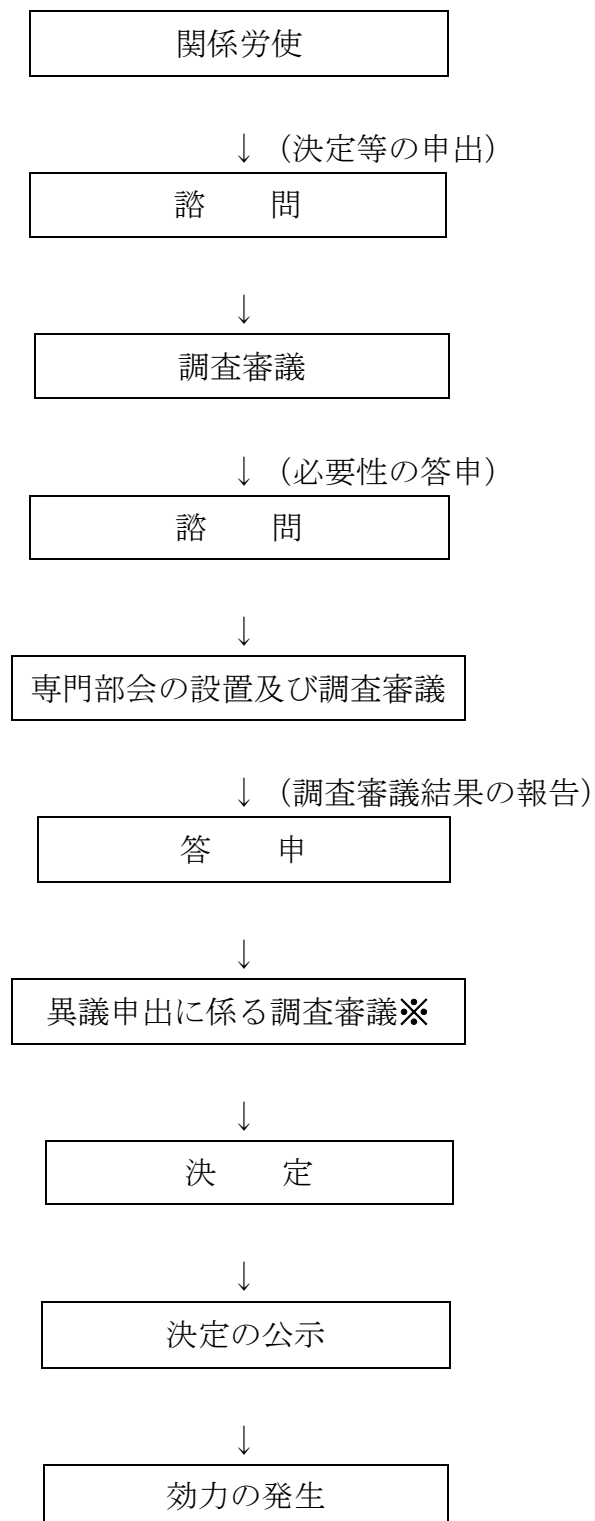 関係労使
↓（決定等の申出）
諮　　問
↓
調査審議
↓（必要性の答申）
諮　　問
↓
専門部会の設置及び調査審議
↓（調査審議結果の報告）
答　　申
↓
異議申出に係る調査審議※
↓
決　　定
↓
決定の公示
↓
効力の発生